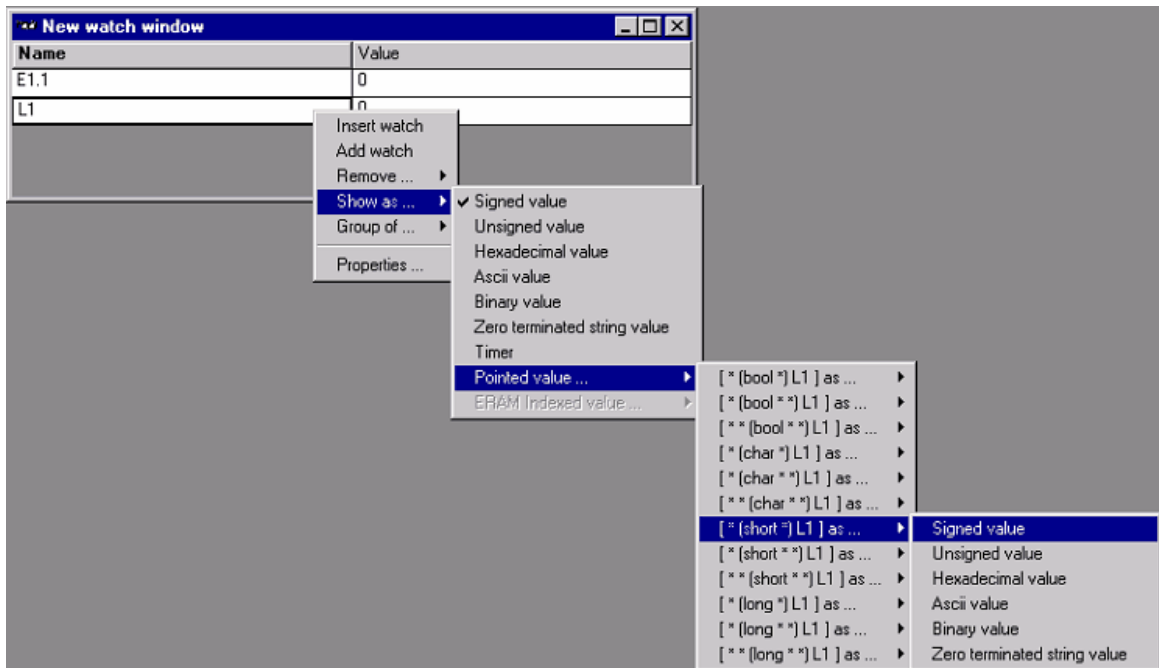 New watch window
Name Value
E1.1 0
L1 0
Insert watch
Add watch
Remove ...
Show as ...
Group of ...
Properties ...
Signed value
Unsigned value
Hexadecimal value
Ascii value
Binary value
Zero terminated string value
Timer
Pointed value ...
ERAM Indexed value ...
[ * (bool *) L1 ] as ...
[ * (bool * *) L1 ] as ...
[ * * (bool * *) L1 ] as ...
[ * (char *) L1 ] as ...
[ * (char * *) L1 ] as ...
[ * * (char * *) L1 ] as ...
[ * (short *) L1 ] as ...
[ * (short * *) L1 ] as ...
[ * * (short * *) L1 ] as ...
[ * (long *) L1 ] as ...
[ * (long * *) L1 ] as ...
[ * * (long * *) L1 ] as ...
Signed value
Unsigned value
Hexadecimal value
Ascii value
Binary value
Zero terminated string value